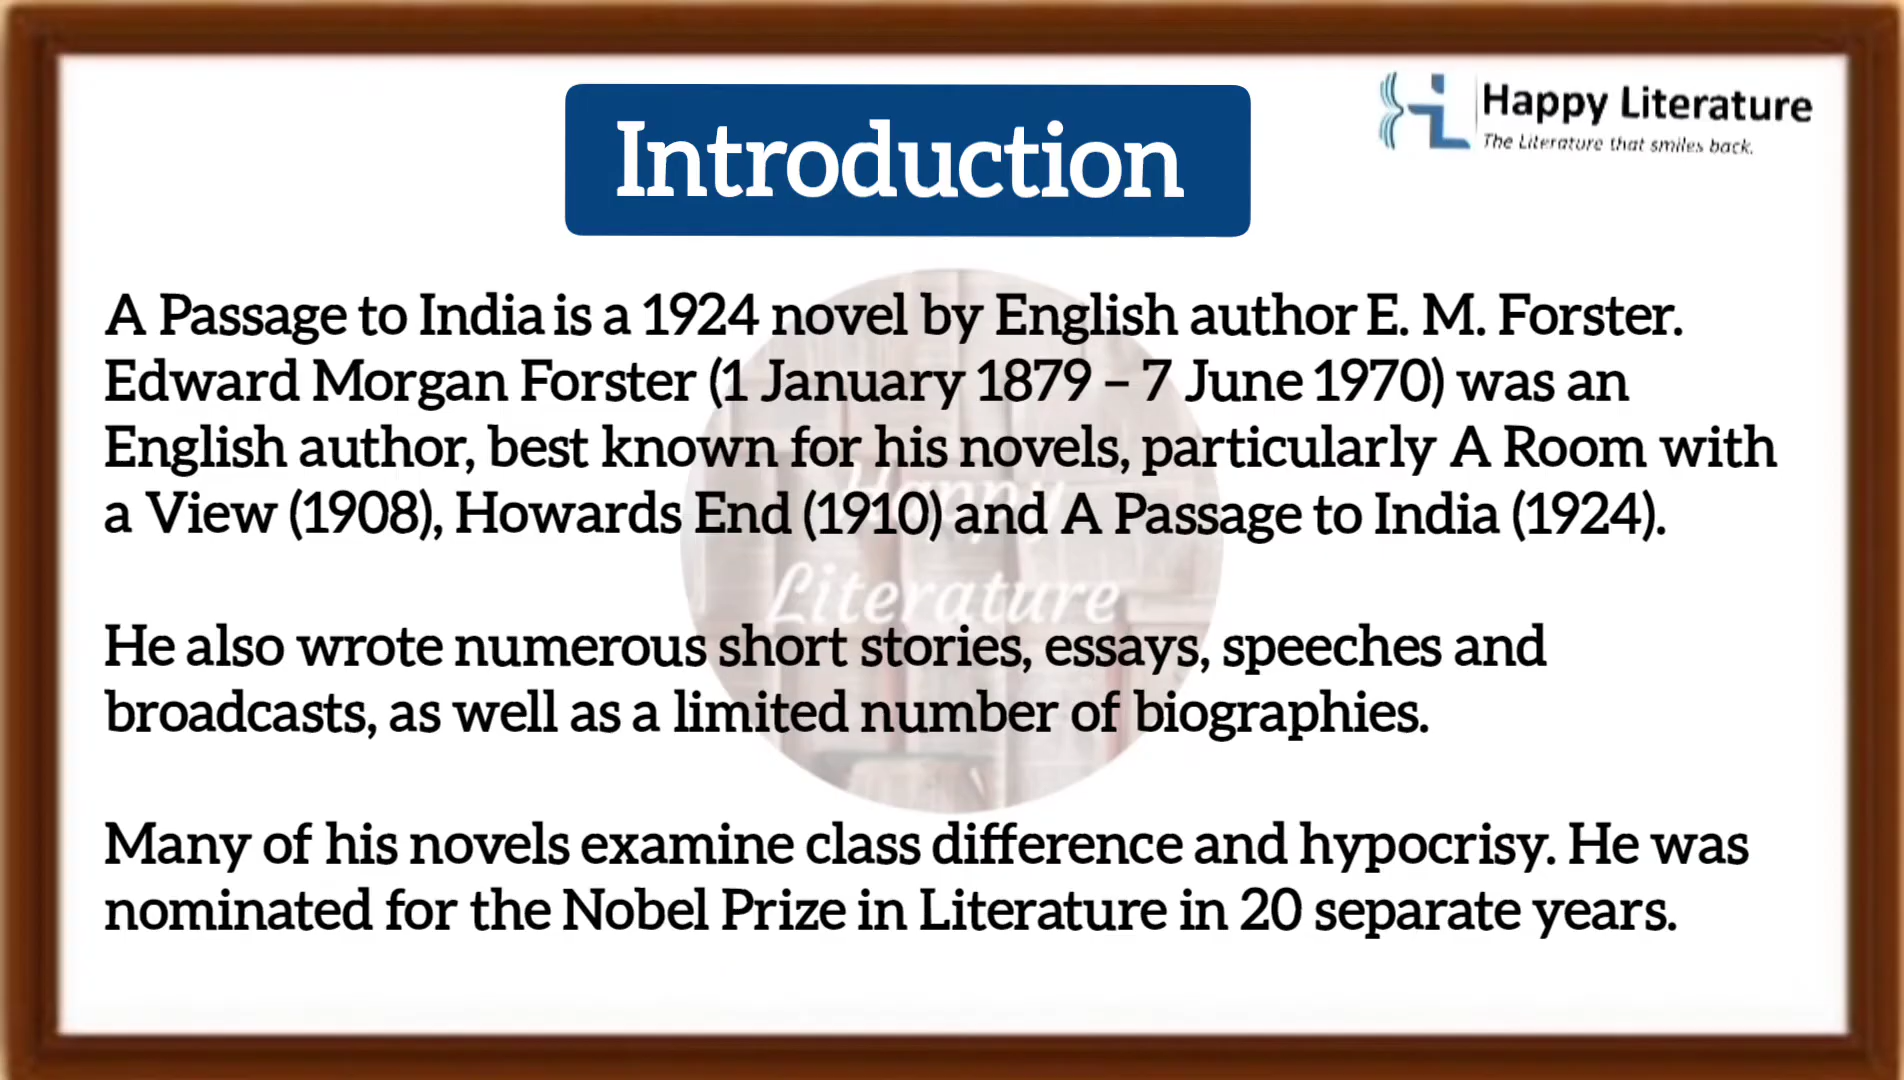 Introduction
Happy Literature
The Literature that smiles back.
A Passage to India is a 1924 novel by English author E. M. Forster.
Edward Morgan Forster (1 January 1879 – 7 June 1970) was an
English author, best known for his novels, particularly A Room with
a View (1908), Howards End (1910) and A Passage to India (1924).
Happy
Literature
He also wrote numerous short stories, essays, speeches and
broadcasts, as well as a limited number of biographies.
Many of his novels examine class difference and hypocrisy. He was
nominated for the Nobel Prize in Literature in 20 separate years.